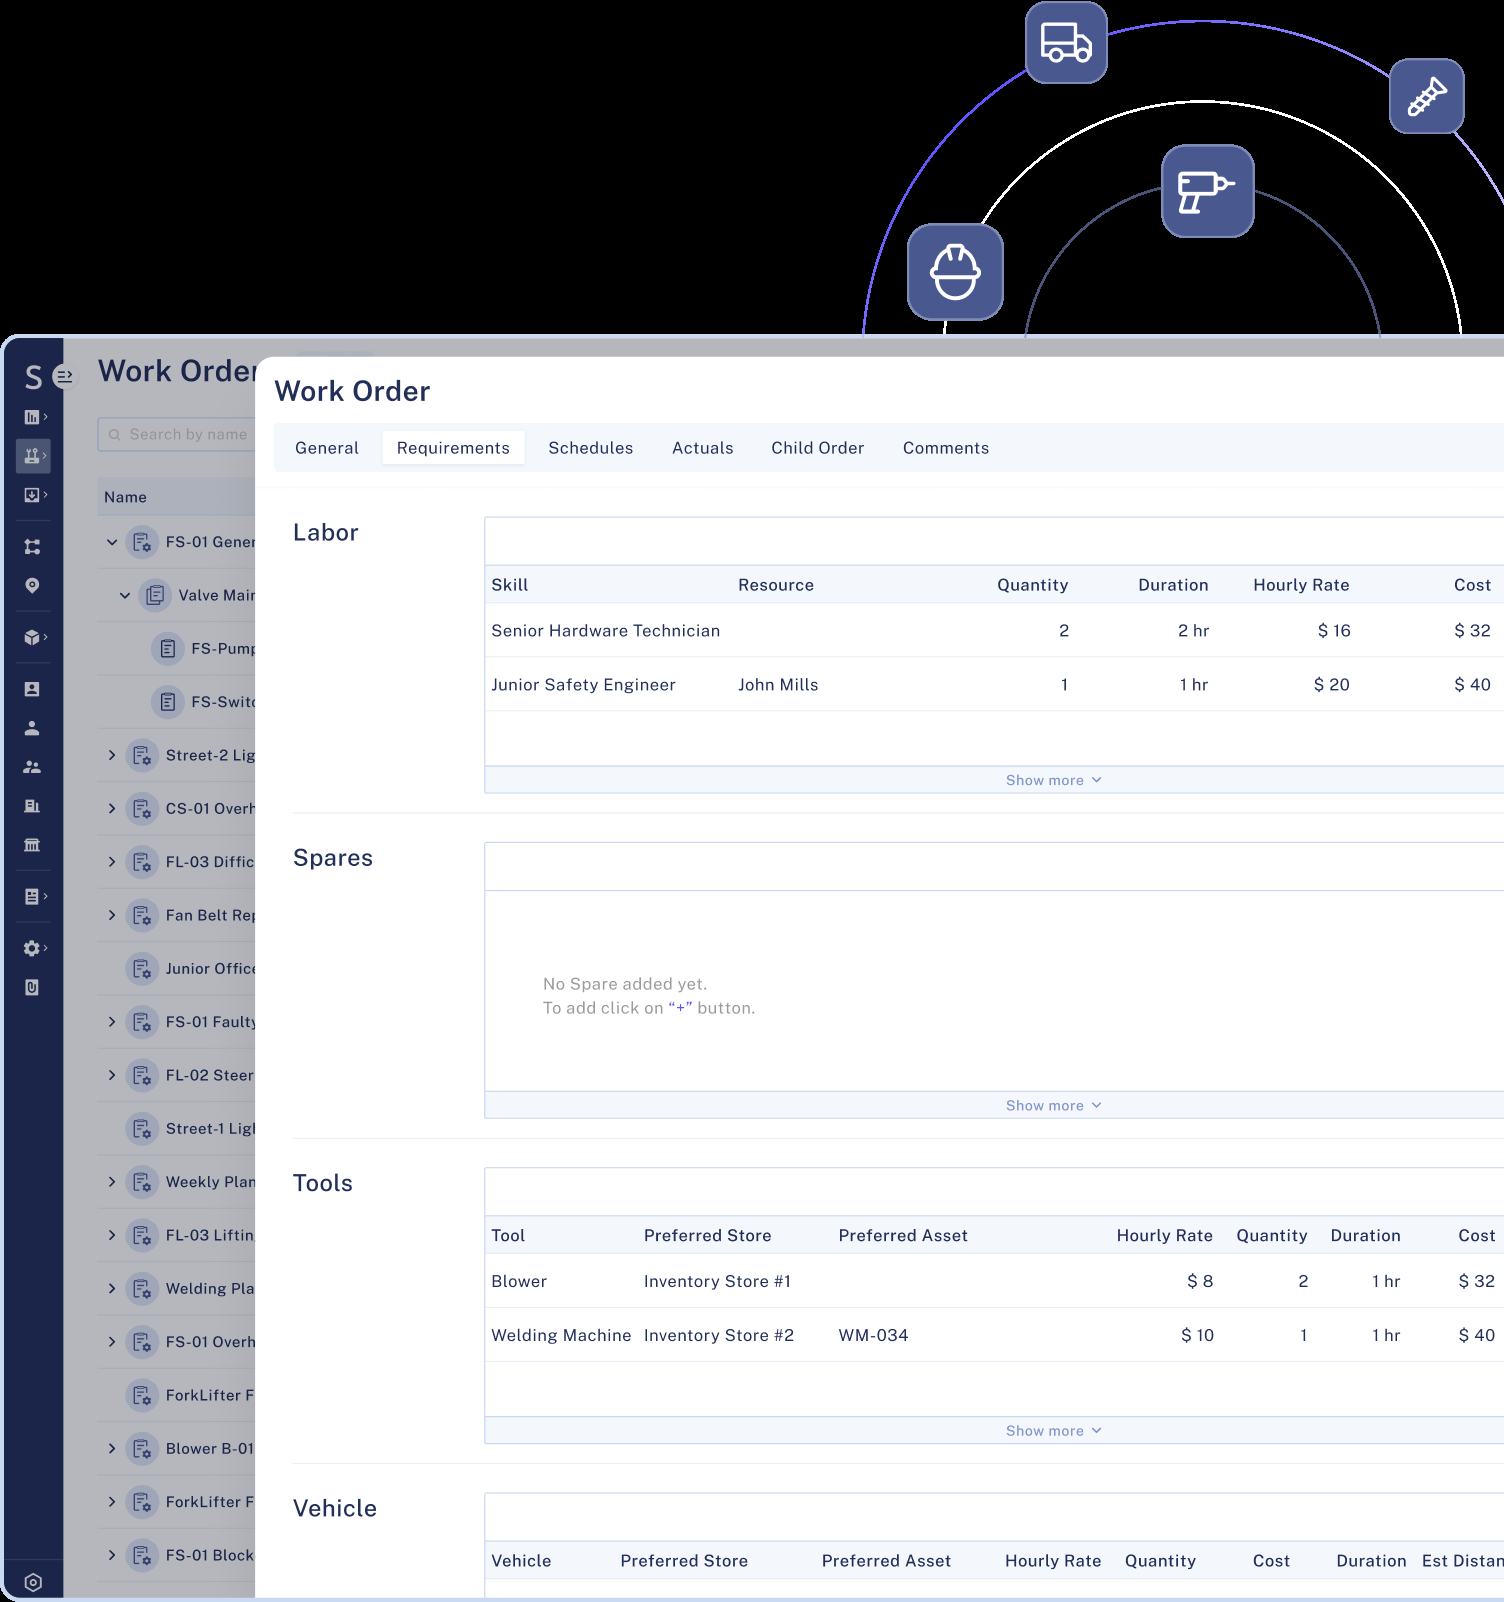 S
Work Order
Search by name
Name
FS-01 Gener
Valve Main
FS-Pump
FS-Switc
Street-2 Lig
CS-01 Overh
FL-03 Diffic
Fan Belt Rep
Junior Office
FS-01 Faulty
FL-02 Steer
Street-1 Ligh
Weekly Plan
FL-03 Liftin
Welding Pla
FS-01 Overh
ForkLifter F
Blower B-01
ForkLifter F
FS-01 Block
Work Order
General Requirements Schedules Actuals Child Order Comments
Labor
Skill Resource Quantity Duration Hourly Rate Cost
Senior Hardware Technician 2 2 hr $ 16 $ 32
Junior Safety Engineer John Mills 1 1 hr $ 20 $ 40
Show more
Spares
No Spare added yet.
To add click on “+” button.
Show more
Tools
Tool Preferred Store Preferred Asset Hourly Rate Quantity Duration Cost
Blower Inventory Store #1 $ 8 2 1 hr $ 32
Welding Machine Inventory Store #2 WM-034 $ 10 1 1 hr $ 40
Show more
Vehicle
Vehicle Preferred Store Preferred Asset Hourly Rate Quantity Cost Duration Est Distan